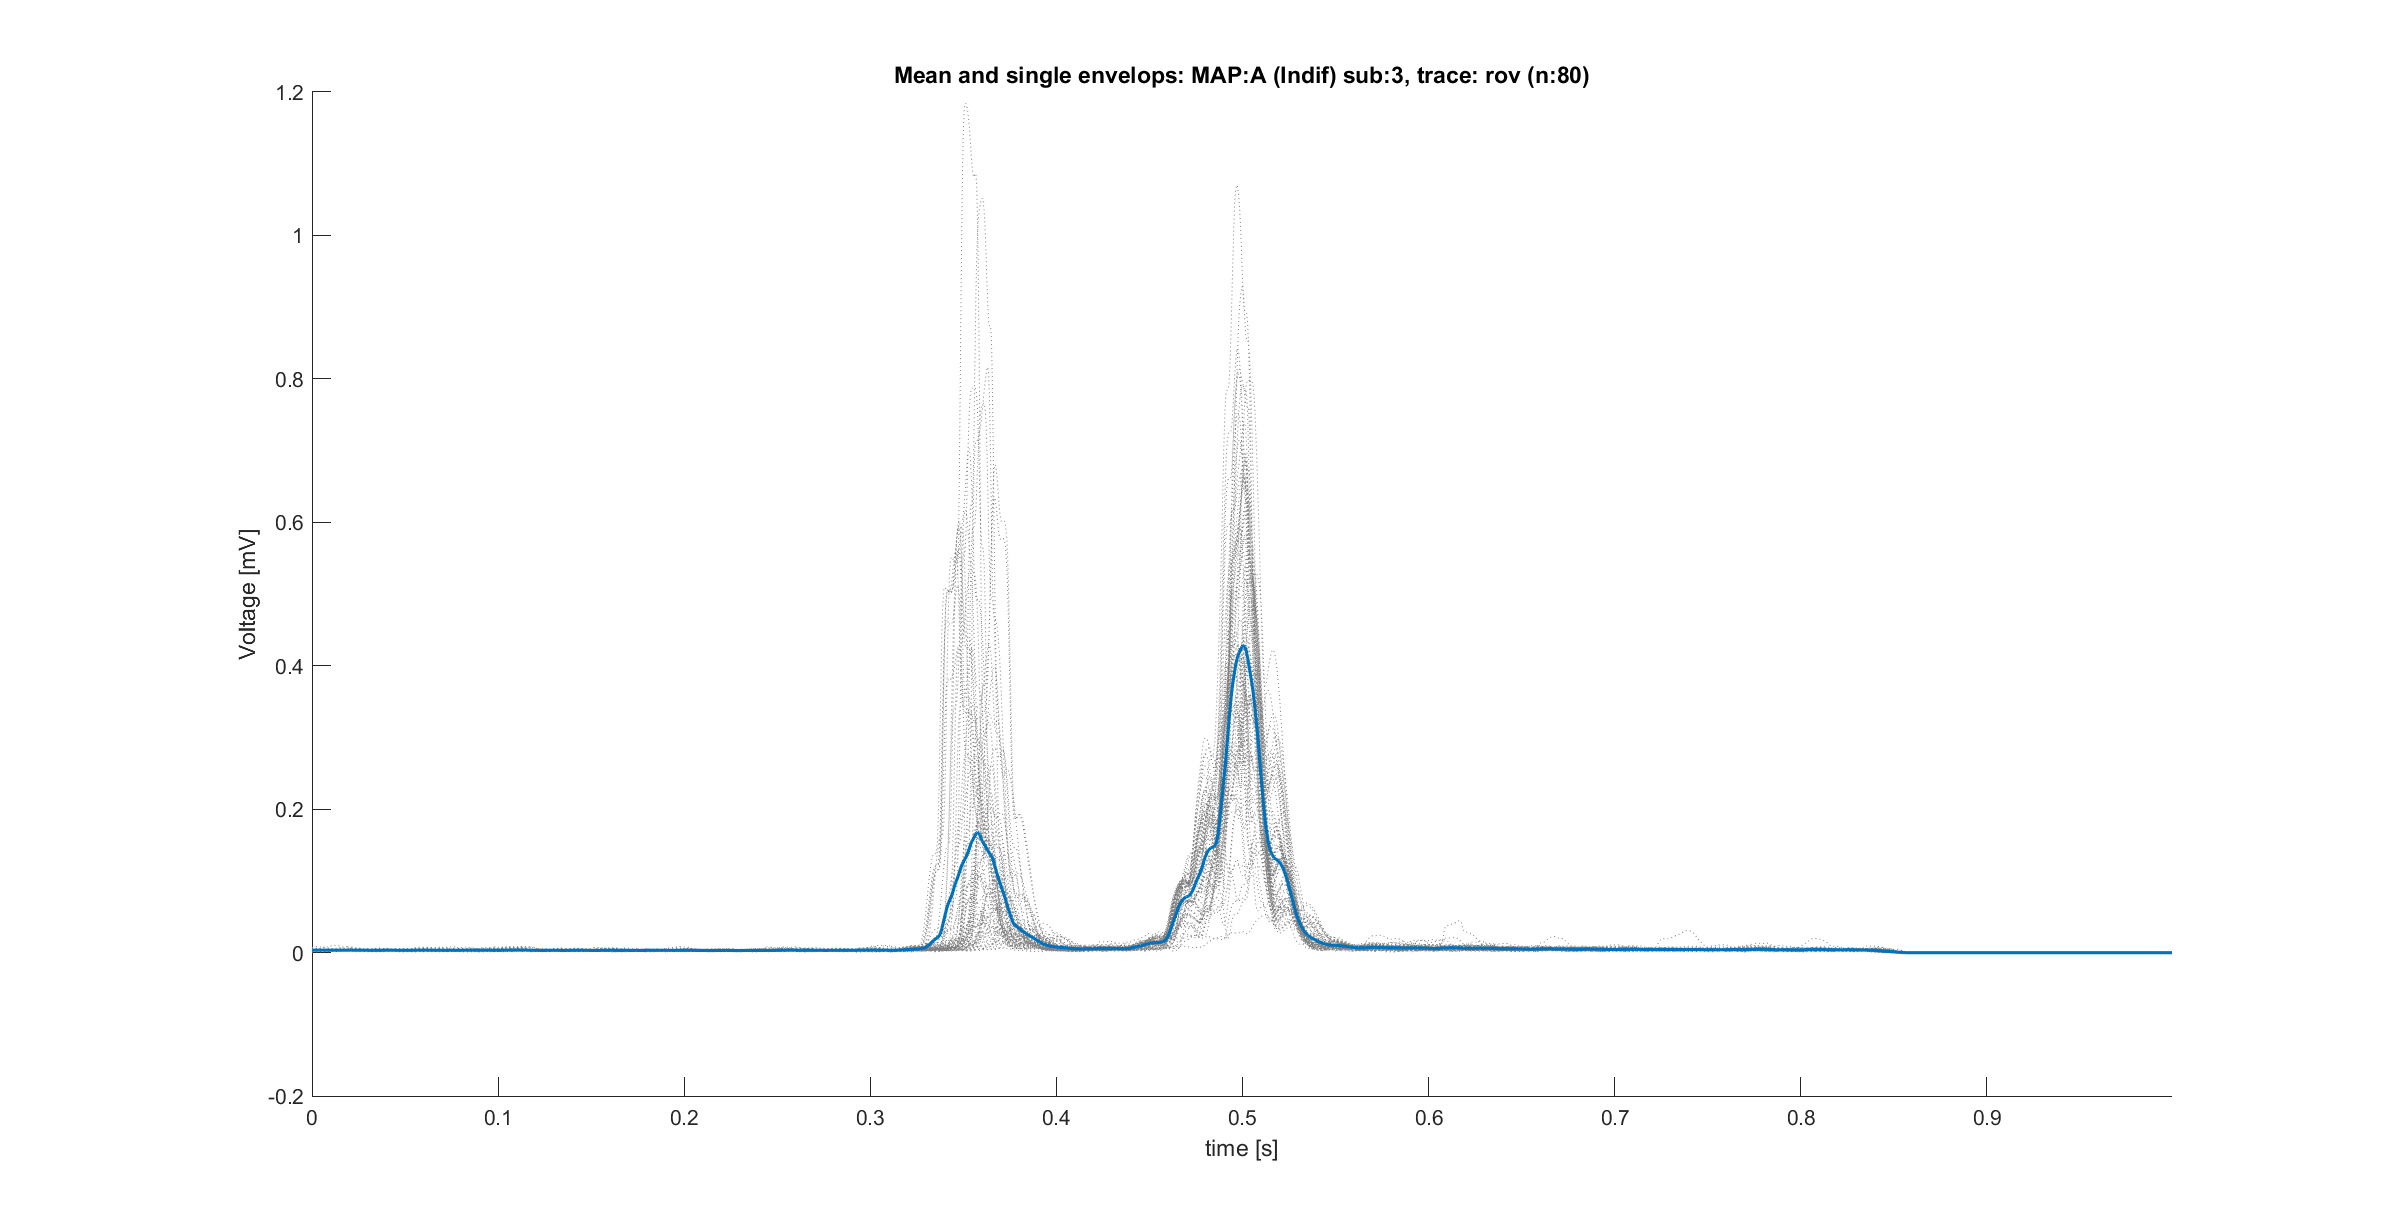 Mean and single envelops: MAP:A (Indif) sub:3, trace: rov (n:80)
1.2
1
0.8
0.6
0.4
0.2
0
-0.2
Voltage [mV]
0 0.1 0.2 0.3 0.4 0.5 0.6 0.7 0.8 0.9
time [s]